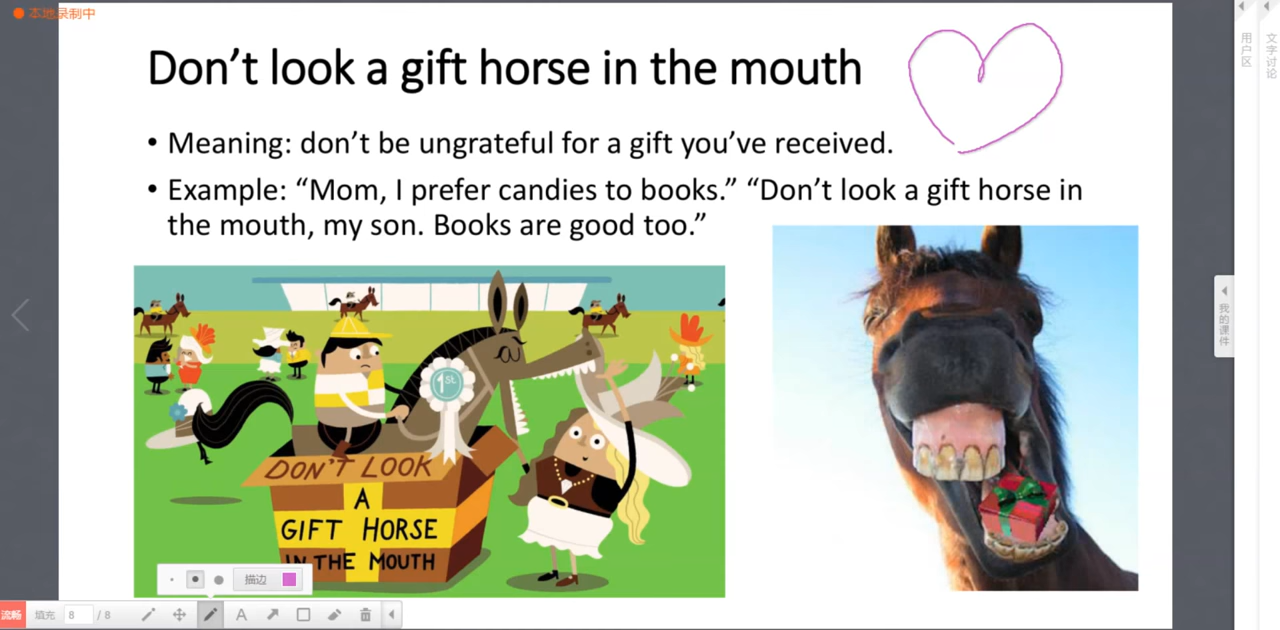 本地录制中
Don't look a gift horse in the mouth
• Meaning: don't be ungrateful for a gift you've received.
• Example: "Mom, I prefer candies to books." "Don't look a gift horse in
the mouth, my son. Books are good too."
1St
DON'T LOOK
A
GIFT HORSE
IN THE MOUTH
描边
流畅
填充 8 / 8
A
用户区
文字讨论
我的课件